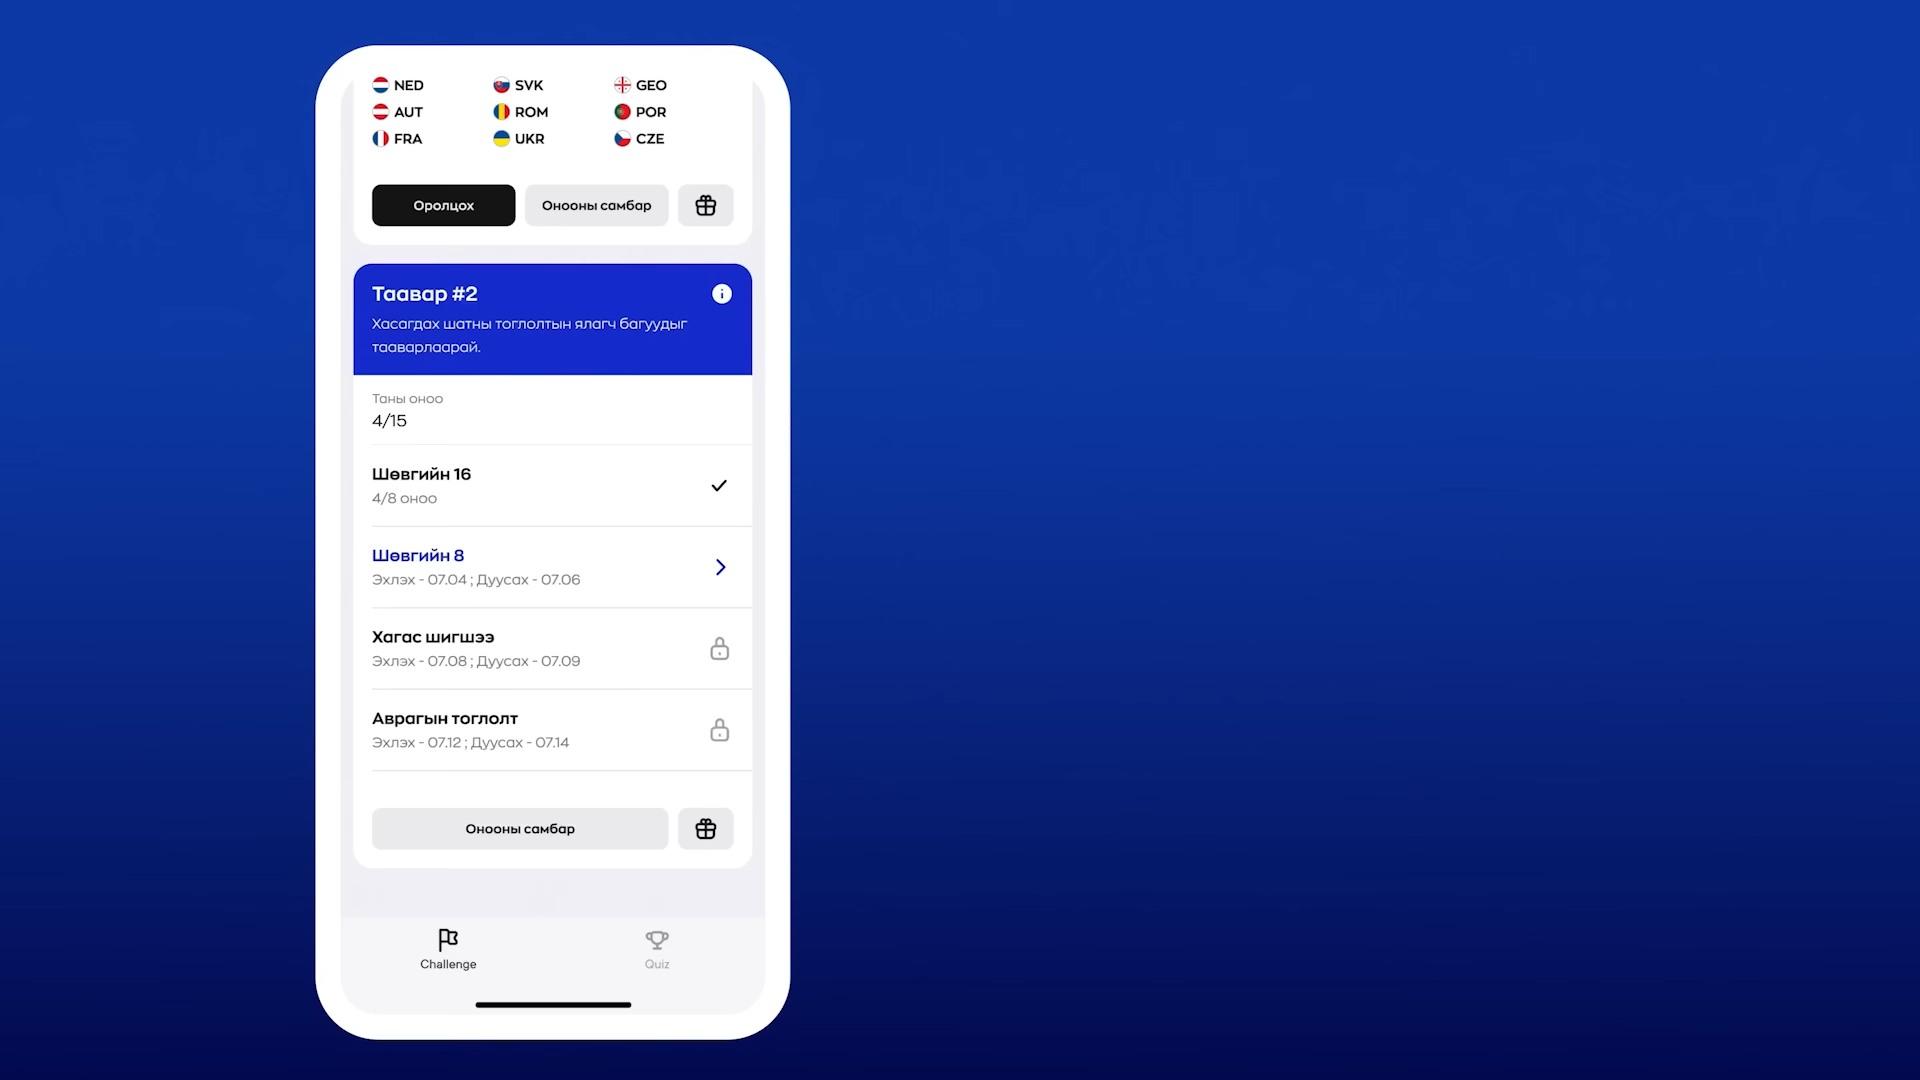 NED SVK GEO
AUT ROM POR
FRA UKR CZE
Оролцох Онооны самбар
Таавар #2
Хасагдах шатны тоглолтын ялагч багуудыг
тааварлаарай.
Таны оноо
4/15
Шөвгийн 16
4/8 оноо
Шөвгийн 8
Эхлэх - 07.04 ; Дуусах - 07.06
Хагас шигшээ
Эхлэх - 07.08 ; Дуусах - 07.09
Аврагын тоглолт
Эхлэх - 07.12 ; Дуусах - 07.14
Онооны самбар
Challenge Quiz